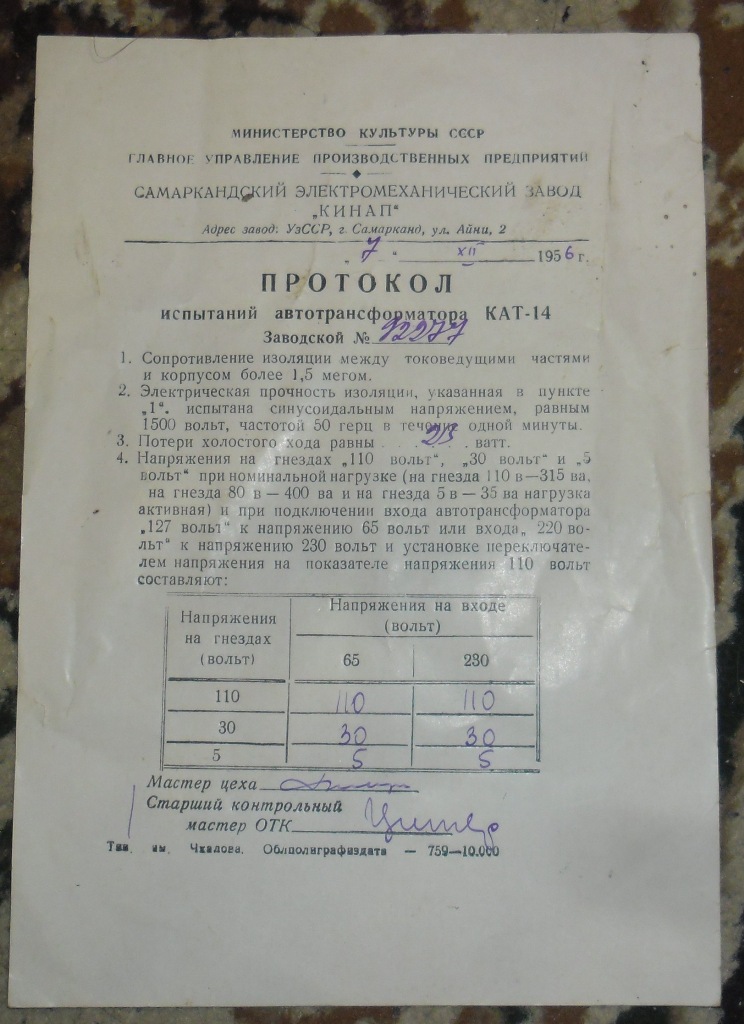 МИНИСТЕРСТВО КУЛЬТУРЫ СССР
ГЛАВНОЕ УПРАВЛЕНИЕ ПРОИЗВОДСТВЕННЫХ ПРЕДПРИЯТИЙ
САМАРКАНДСКИЙ ЭЛЕКТРОМЕХАНИЧЕСКИЙ ЗАВОД
„КИНАП"
Адрес завод: УзССР, г. Самарканд, ул. Айни, 2
„ 7 " XII 1956 г.
ПРОТОКОЛ
испытаний автотрансформатора КАТ-14
Заводской № 92277
1. Сопротивление изоляции между токоведущими частями
и корпусом более 1,5 мегом.
2. Электрическая прочность изоляции, указанная в пункте
„1". испытана синусоидальным напряжением, равным
1500 вольт, частотой 50 герц в течение одной минуты.
3. Потери холостого хода равны . . . ватт.
4. Напряжения на гнездах „110 вольт", „30 вольт" и „5
вольт" при номинальной нагрузке (на гнезда 110 в—315 ва,
на гнезда 80 в — 400 ва и на гнезда 5 в — 35 ва нагрузка
активная) и при подключении входа автотрансформатора
„127 вольт" к напряжению 65 вольт или входа„ 220 во-
льт" к напряжению 230 вольт и установке переключате-
лем напряжения на показателе напряжения 110 вольт
составляют:
Напряжения на гнездах (вольт)
Напряжения на входе
(вольт)
65 230
110 110 110
30 30 30
5 5 5
Мастер цеха
Старший контрольный
мастер ОТК
Тип. им. Чкалова. Облполиграфиздата — 759—10.000